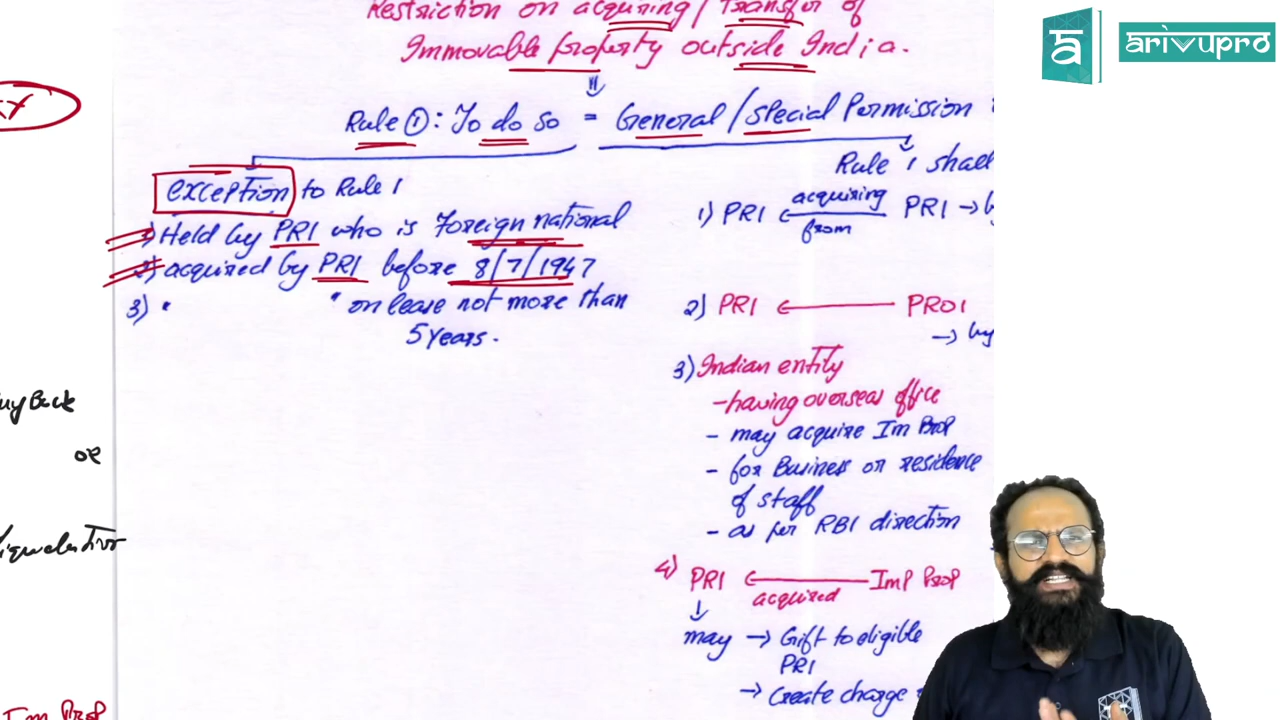 Restriction on acquiring / Transfer of
Immovable Property outside India.
Rule ①: To do so = General / Special Permission
exception to Rule 1
1) Held by PRI who is Foreign national
2) acquired by PRI before 8/7/1947
3) " " on lease not more than
5 years.
Rule 1 shall
1) PRI acquiring from PRI →
2) PRI PROI
→ by
3) Indian entity
- having overseas office
- may acquire Im Prop
- for Business or residence
of staff
- as per RBI direction
4) PRI acquired Imp Prop
may → Gift to eligible
PRI
→ Create charge
uy Back
or
Im Prop
ā
arivupro